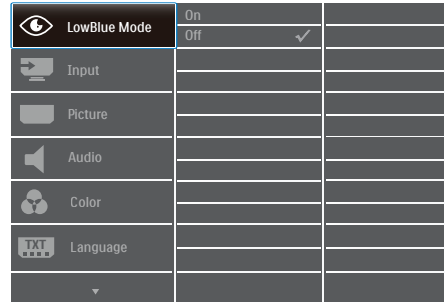 LowBlue Mode
On
Off
Input
Picture
Audio
Color
TXT
Language